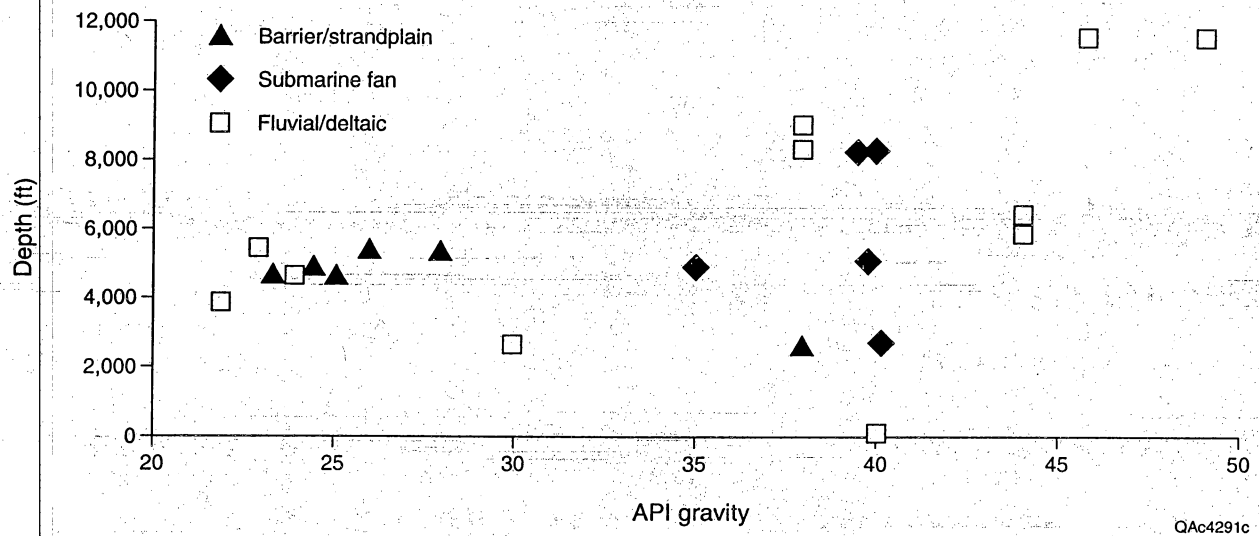 12,000
10,000
8,000
6,000
4,000
2,000
0
Depth (ft)
Barrier/strandplain
Submarine fan
Fluvial/deltaic
20 25 30 35 40 45 50
API gravity
QAc4291c